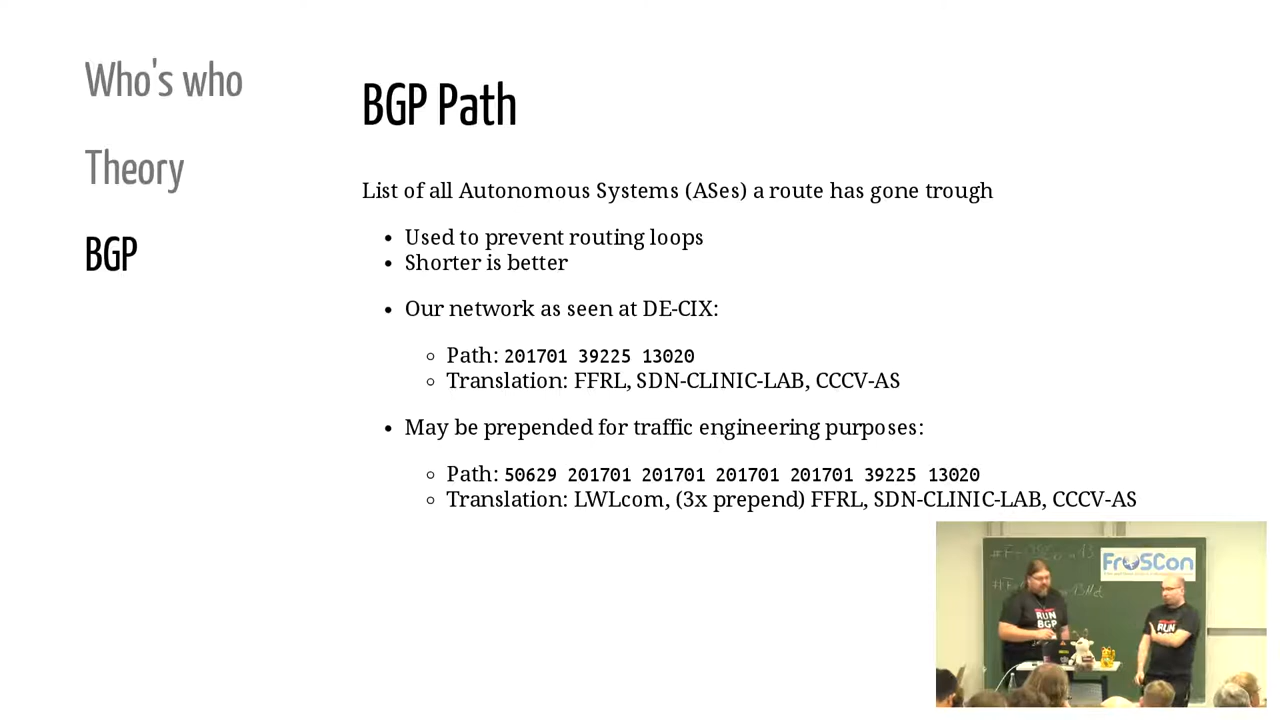 Who's who
Theory
BGP
BGP Path
List of all Autonomous Systems (ASes) a route has gone trough
• Used to prevent routing loops
• Shorter is better
• Our network as seen at DE-CIX:
◦ Path: 201701 39225 13020
◦ Translation: FFRL, SDN-CLINIC-LAB, CCCV-AS
• May be prepended for traffic engineering purposes:
◦ Path: 50629 201701 201701 201701 201701 39225 13020
◦ Translation: LWLcom, (3x prepend) FFRL, SDN-CLINIC-LAB, CCCV-AS
FrOSCon
RUN
BGP
RUN